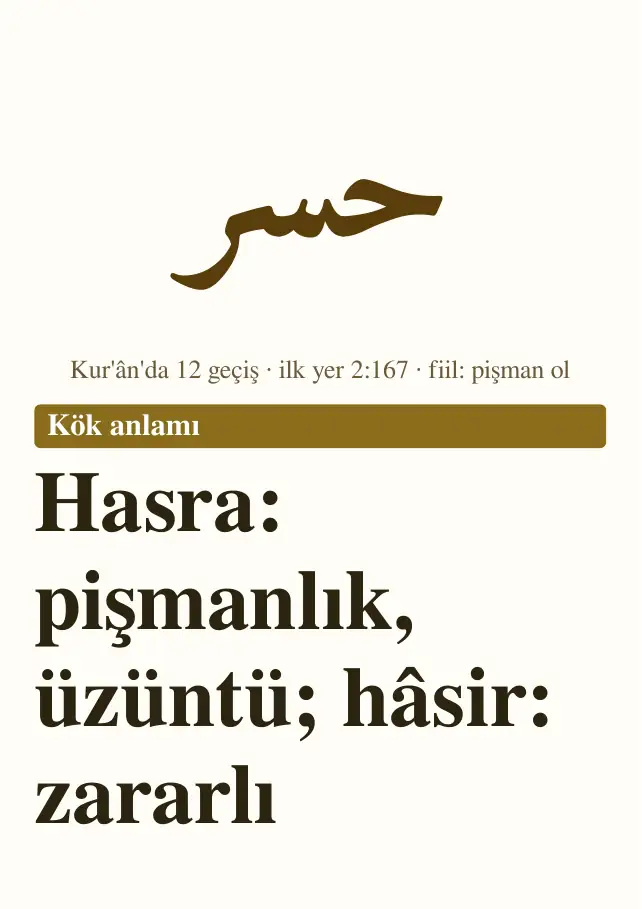 حسر
Kur'ân'da 12 geçiş · ilk yer 2:167 · fiil: pişman ol
Kök anlamı
Hasra:
pişmanlık,
üzüntü; hâsir:
zararlı